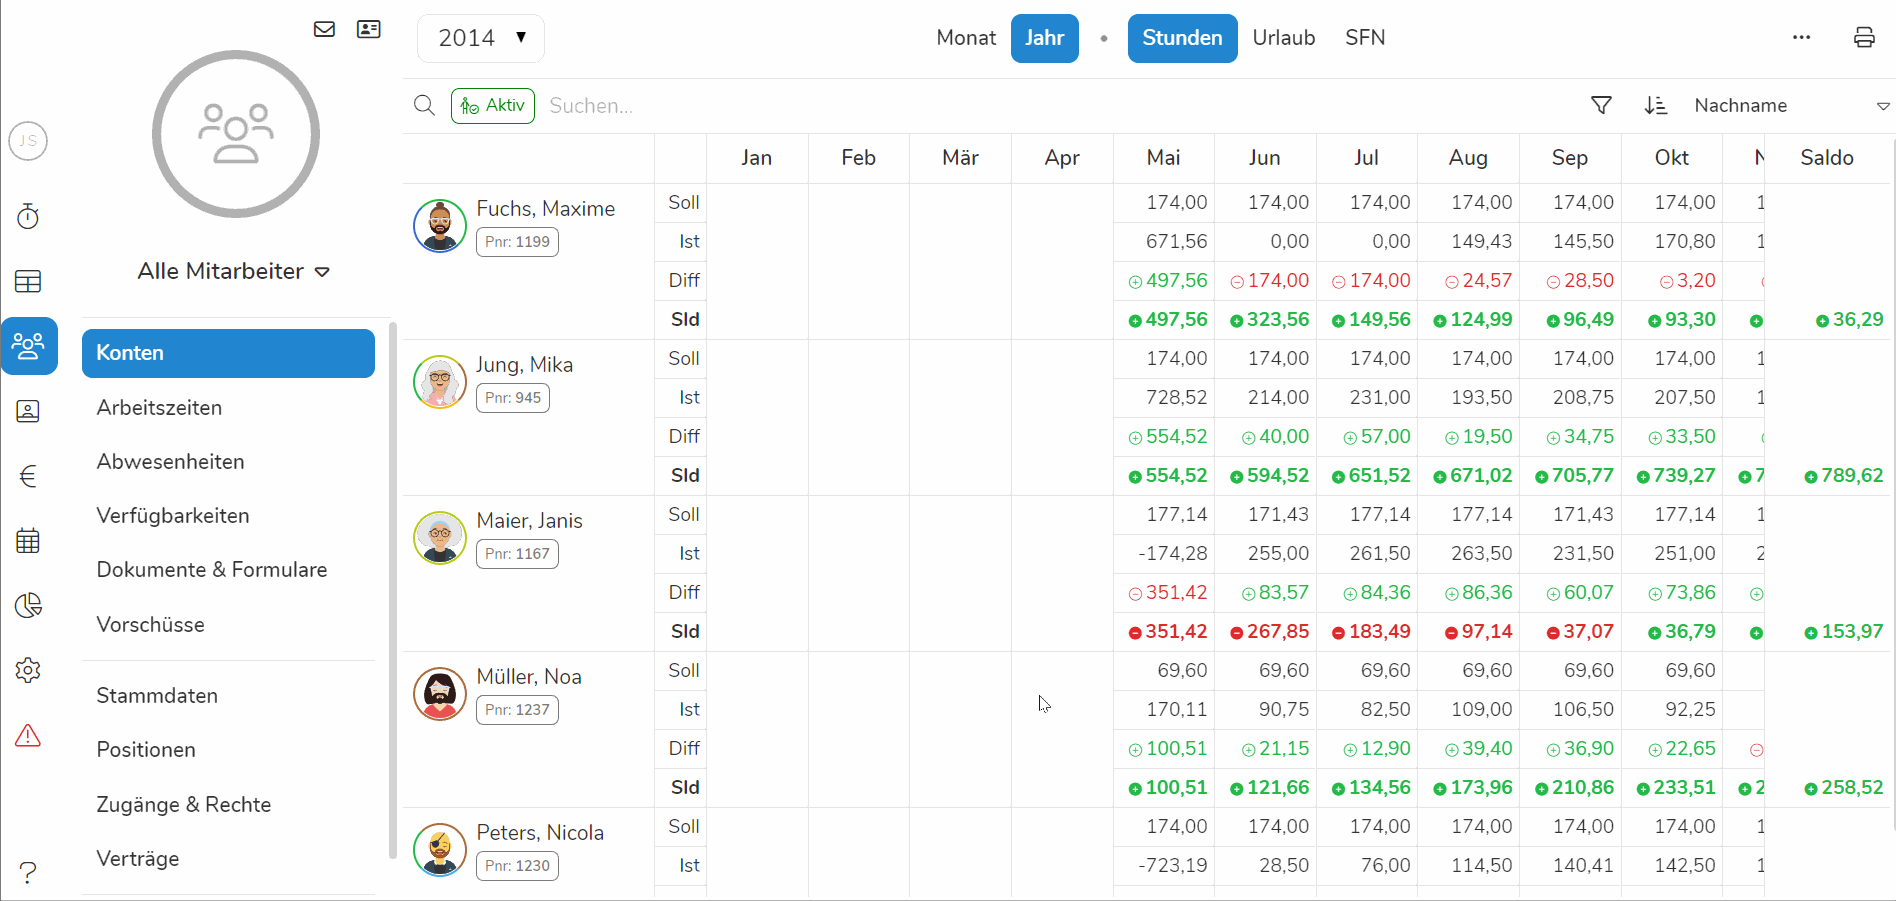 2014 ▼
Monat Jahr • Stunden Urlaub SFN
JS
Alle Mitarbeiter
Konten
Arbeitszeiten
Abwesenheiten
Verfügbarkeiten
Dokumente & Formulare
Vorschüsse
Stammdaten
Positionen
Zugänge & Rechte
Verträge
Aktiv Suchen...
Nachname
Jan Feb Mär Apr Mai Jun Jul Aug Sep Okt Saldo
Fuchs, Maxime
Pnr: 1199
Soll 174,00 174,00 174,00 174,00 174,00 174,00 1
Ist 671,56 0,00 0,00 149,43 145,50 170,80 1
Diff 497,56 174,00 174,00 24,57 28,50 3,20
Sld 497,56 323,56 149,56 124,99 96,49 93,30 36,29
Jung, Mika
Pnr: 945
Soll 174,00 174,00 174,00 174,00 174,00 174,00 1
Ist 728,52 214,00 231,00 193,50 208,75 207,50 1
Diff 554,52 40,00 57,00 19,50 34,75 33,50
Sld 554,52 594,52 651,52 671,02 705,77 739,27 7 789,62
Maier, Janis
Pnr: 1167
Soll 177,14 171,43 177,14 177,14 171,43 177,14 1
Ist -174,28 255,00 261,50 263,50 231,50 251,00 2
Diff 351,42 83,57 84,36 86,36 60,07 73,86
Sld 351,42 267,85 183,49 97,14 37,07 36,79 153,97
Müller, Noa
Pnr: 1237
Soll 69,60 69,60 69,60 69,60 69,60 69,60
Ist 170,11 90,75 82,50 109,00 106,50 92,25
Diff 100,51 21,15 12,90 39,40 36,90 22,65
Sld 100,51 121,66 134,56 173,96 210,86 233,51 2 258,52
Peters, Nicola
Pnr: 1230
Soll 174,00 174,00 174,00 174,00 174,00 174,00 1
Ist -723,19 28,50 76,00 114,50 140,41 142,50 1